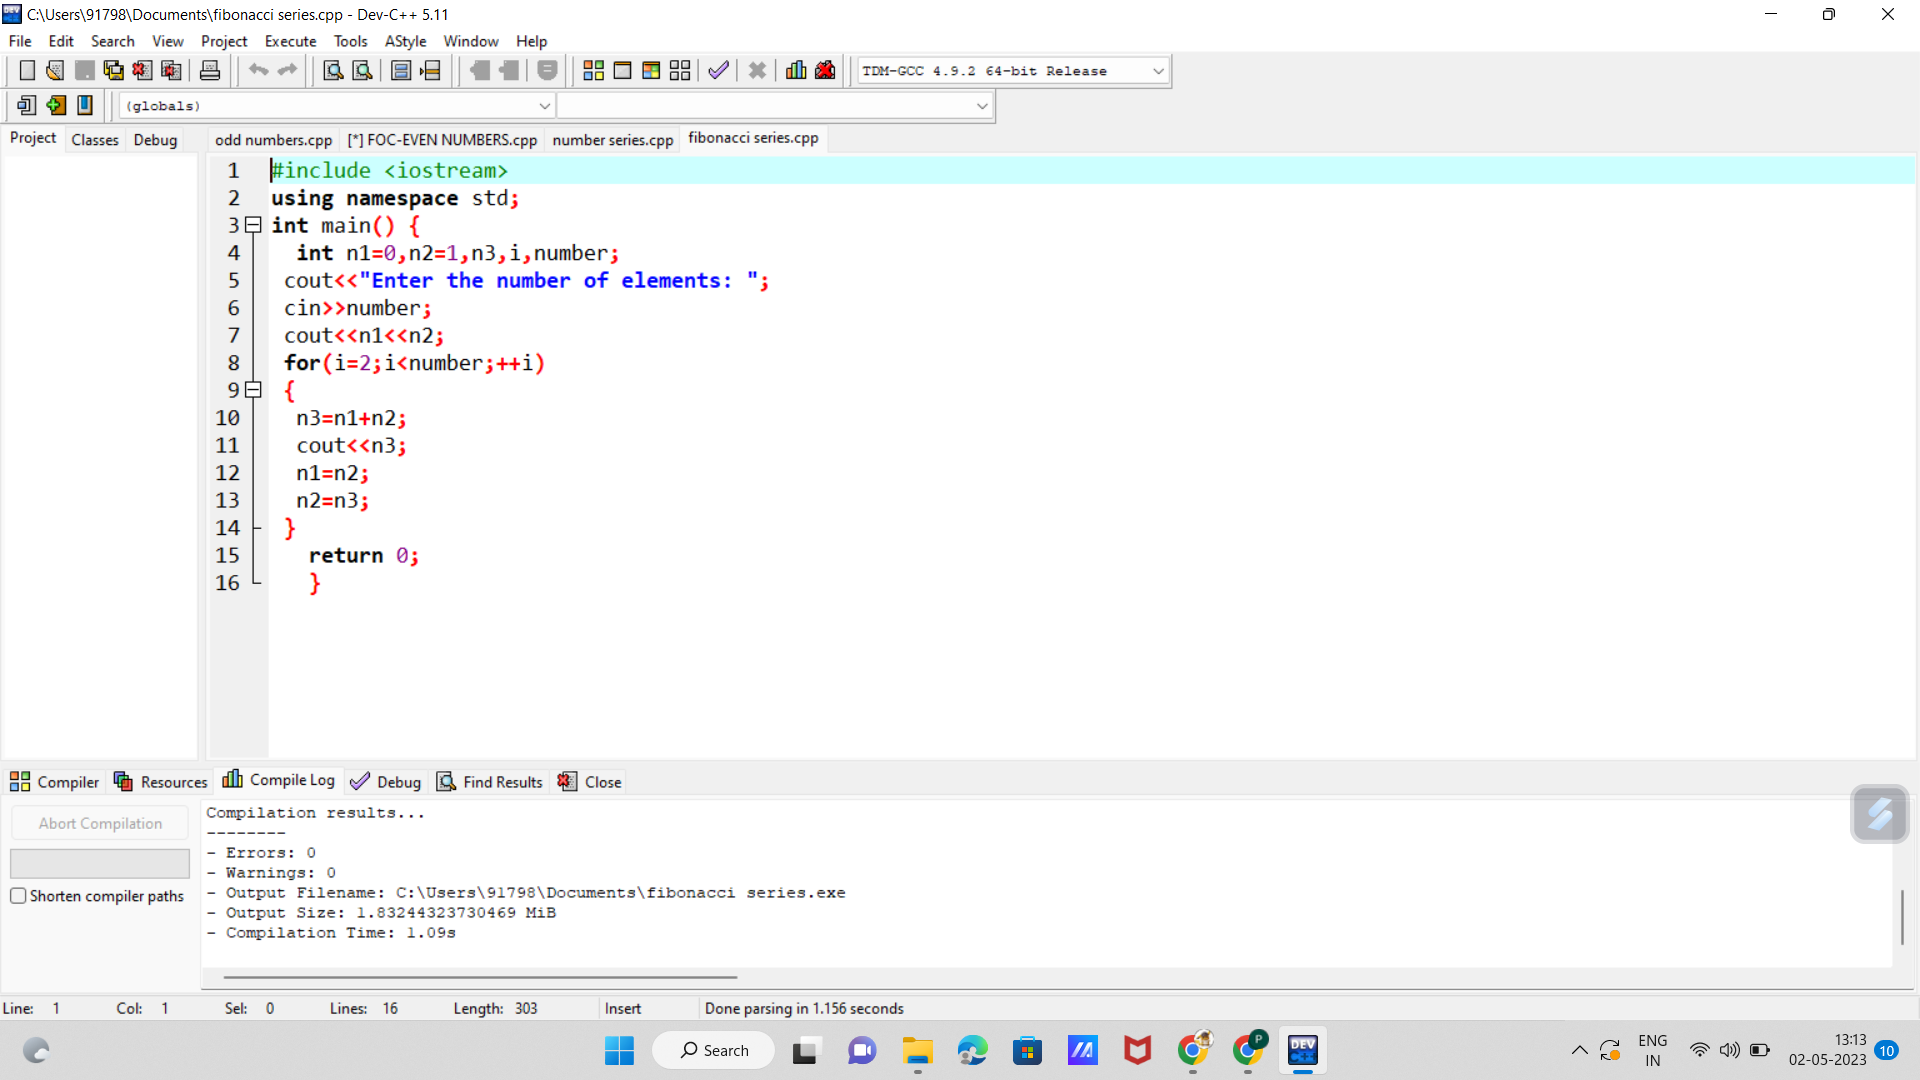 C:\Users\91798\Documents\fibonacci series.cpp - Dev-C++ 5.11
File Edit Search View Project Execute Tools AStyle Window Help
TDM-GCC 4.9.2 64-bit Release
(globals)
Project Classes Debug
odd numbers.cpp [*] FOC-EVEN NUMBERS.cpp number series.cpp fibonacci series.cpp
1 #include <iostream>
2 using namespace std;
3 int main() {
4 int n1=0,n2=1,n3,i,number;
5 cout<<"Enter the number of elements: ";
6 cin>>number;
7 cout<<n1<<n2;
8 for(i=2;i<number;++i)
9 {
10 n3=n1+n2;
11 cout<<n3;
12 n1=n2;
13 n2=n3;
14 }
15 return 0;
16 }
Compiler Resources Compile Log Debug Find Results Close
Abort Compilation
Shorten compiler paths
Compilation results...
--------
- Errors: 0
- Warnings: 0
- Output Filename: C:\Users\91798\Documents\fibonacci series.exe
- Output Size: 1.83244323730469 MiB
- Compilation Time: 1.09s
Line: 1 Col: 1 Sel: 0 Lines: 16 Length: 303 Insert Done parsing in 1.156 seconds
Search
P
DEV
C++
ENG
IN
13:13
02-05-2023
10